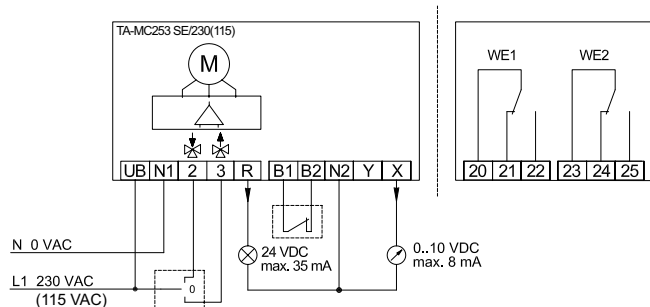 TA-MC253 SE/230(115)
M
UB N1 2 3 R B1 B2 N2 Y X
WE1 WE2
20 21 22 23 24 25
N 0 VAC
L1 230 VAC
(115 VAC)
0
24 VDC
max. 35 mA
0..10 VDC
max. 8 mA